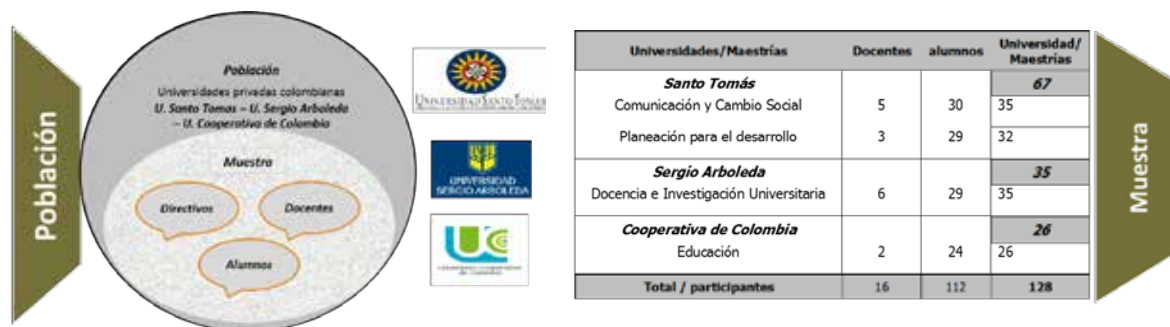 Población
Población
Universidades privadas colombianas
U. Santo Tomas – U. Sergio Arboleda
– U. Cooperativa de Colombia
Muestra
Directivos
Docentes
Alumnos
UNIVERSIDAD SANTO TOMÁS
UNIVERSIDAD
SERGIO ARBOLEDA
Universidades/Maestrías Docentes alumnos Universidad/
Maestrías
Santo Tomás 67
Comunicación y Cambio Social 5 30 35
Planeación para el desarrollo 3 29 32
Sergio Arboleda 35
Docencia e Investigación Universitaria 6 29 35
Cooperativa de Colombia 26
Educación 2 24 26
Total / participantes 16 112 128
Muestra